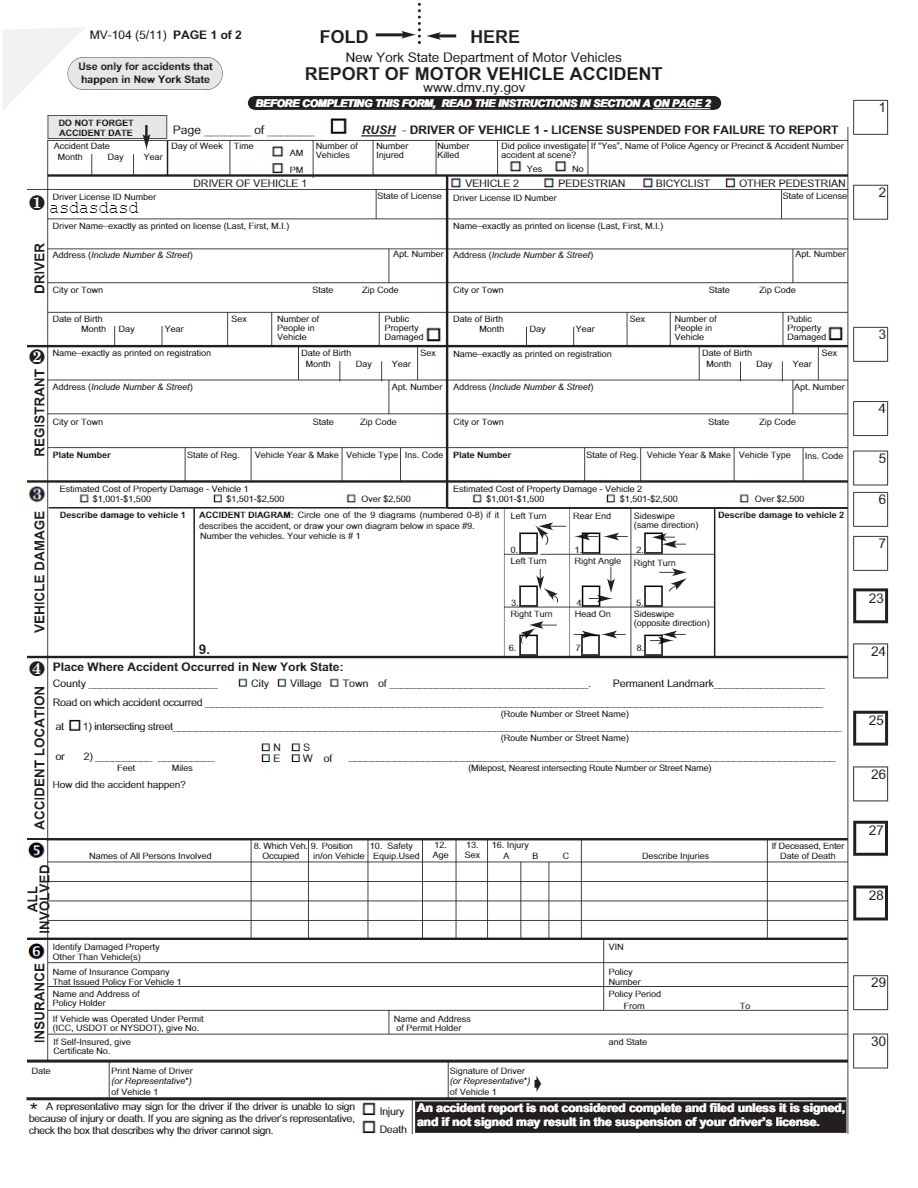 MV-104 (5/11) PAGE 1 of 2
FOLD HERE
Use only for accidents that
happen in New York State
New York State Department of Motor Vehicles
REPORT OF MOTOR VEHICLE ACCIDENT
www.dmv.ny.gov
BEFORE COMPLETING THIS FORM, READ THE INSTRUCTIONS IN SECTION A ON PAGE 2
DO NOT FORGET
ACCIDENT DATE
Page _______ of _______
RUSH - DRIVER OF VEHICLE 1 - LICENSE SUSPENDED FOR FAILURE TO REPORT
1
Accident Date
Month Day Year
Day of Week
Time
AM
PM
Number of
Vehicles
Number
Injured
Number
Killed
Did police investigate
accident at scene?
Yes No
If "Yes", Name of Police Agency or Precinct & Accident Number
DRIVER OF VEHICLE 1
VEHICLE 2 PEDESTRIAN BICYCLIST OTHER PEDESTRIAN
2
❶
DRIVER
Driver License ID Number
asdasdasd
State of License
Driver License ID Number
State of License
Driver Name–exactly as printed on license (Last, First, M.I.)
Name–exactly as printed on license (Last, First, M.I.)
Address (Include Number & Street) Apt. Number
Address (Include Number & Street) Apt. Number
City or Town State Zip Code
City or Town State Zip Code
Date of Birth
Month Day Year
Sex
Number of
People in
Vehicle
Public
Property
Damaged
Date of Birth
Month Day Year
Sex
Number of
People in
Vehicle
Public
Property
Damaged
3
❷
REGISTRANT
Name–exactly as printed on registration
Date of Birth
Month Day Year
Sex
Name–exactly as printed on registration
Date of Birth
Month Day Year
Sex
Address (Include Number & Street) Apt. Number
Address (Include Number & Street) Apt. Number
4
City or Town State Zip Code
City or Town State Zip Code
Plate Number State of Reg. Vehicle Year & Make Vehicle Type Ins. Code
Plate Number State of Reg. Vehicle Year & Make Vehicle Type Ins. Code
5
❸
VEHICLE DAMAGE
Estimated Cost of Property Damage - Vehicle 1
$1,001-$1,500 $1,501-$2,500 Over $2,500
Estimated Cost of Property Damage - Vehicle 2
$1,001-$1,500 $1,501-$2,500 Over $2,500
6
Describe damage to vehicle 1
ACCIDENT DIAGRAM: Circle one of the 9 diagrams (numbered 0-8) if it
describes the accident, or draw your own diagram below in space #9.
Number the vehicles. Your vehicle is # 1
9.
Left Turn
0.
Rear End
1.
Sideswipe
(same direction)
2.
Left Turn
3.
Right Angle
4.
Right Turn
5.
Right Turn
6.
Head On
7.
Sideswipe
(opposite direction)
8.
Describe damage to vehicle 2
7
23
24
❹
ACCIDENT LOCATION
Place Where Accident Occurred in New York State:
County City Village Town of . Permanent Landmark
Road on which accident occurred
(Route Number or Street Name)
25
at 1) intersecting street
(Route Number or Street Name)
or 2) N S
E W of
Feet Miles
(Milepost, Nearest intersecting Route Number or Street Name)
26
How did the accident happen?
27
❺
ALL
INVOLVED
Names of All Persons Involved
8. Which Veh.
Occupied
9. Position
in/on Vehicle
10. Safety
Equip.Used
12.
Age
13.
Sex
16. Injury
A B C
Describe Injuries
If Deceased, Enter
Date of Death
28
❻
INSURANCE
Identify Damaged Property
Other Than Vehicle(s)
VIN
Name of Insurance Company
That Issued Policy For Vehicle 1
Policy
Number
29
Name and Address of
Policy Holder
Policy Period
From To
If Vehicle was Operated Under Permit
(ICC, USDOT or NYSDOT), give No.
Name and Address
of Permit Holder
If Self-Insured, give
Certificate No.
and State
30
Date
Print Name of Driver
(or Representative*)
of Vehicle 1
Signature of Driver
(or Representative*)
of Vehicle 1
* A representative may sign for the driver if the driver is unable to sign
because of injury or death. If you are signing as the driver's representative,
check the box that describes why the driver cannot sign.
Injury
Death
An accident report is not considered complete and filed unless it is signed,
and if not signed may result in the suspension of your driver's license.